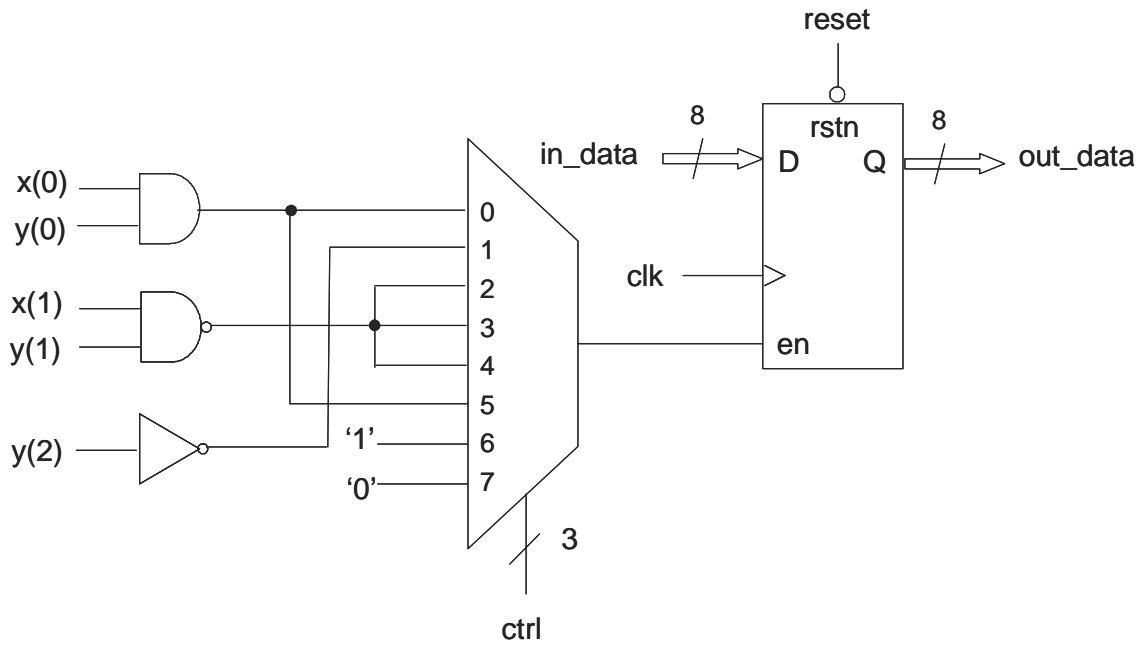 reset
8
8
rstn
in_data
D
Q
out_data
x(0)
y(0)
0
1
clk
2
x(1)
3
y(1)
en
4
5
y(2)
‘1’
6
‘0’
7
3
ctrl